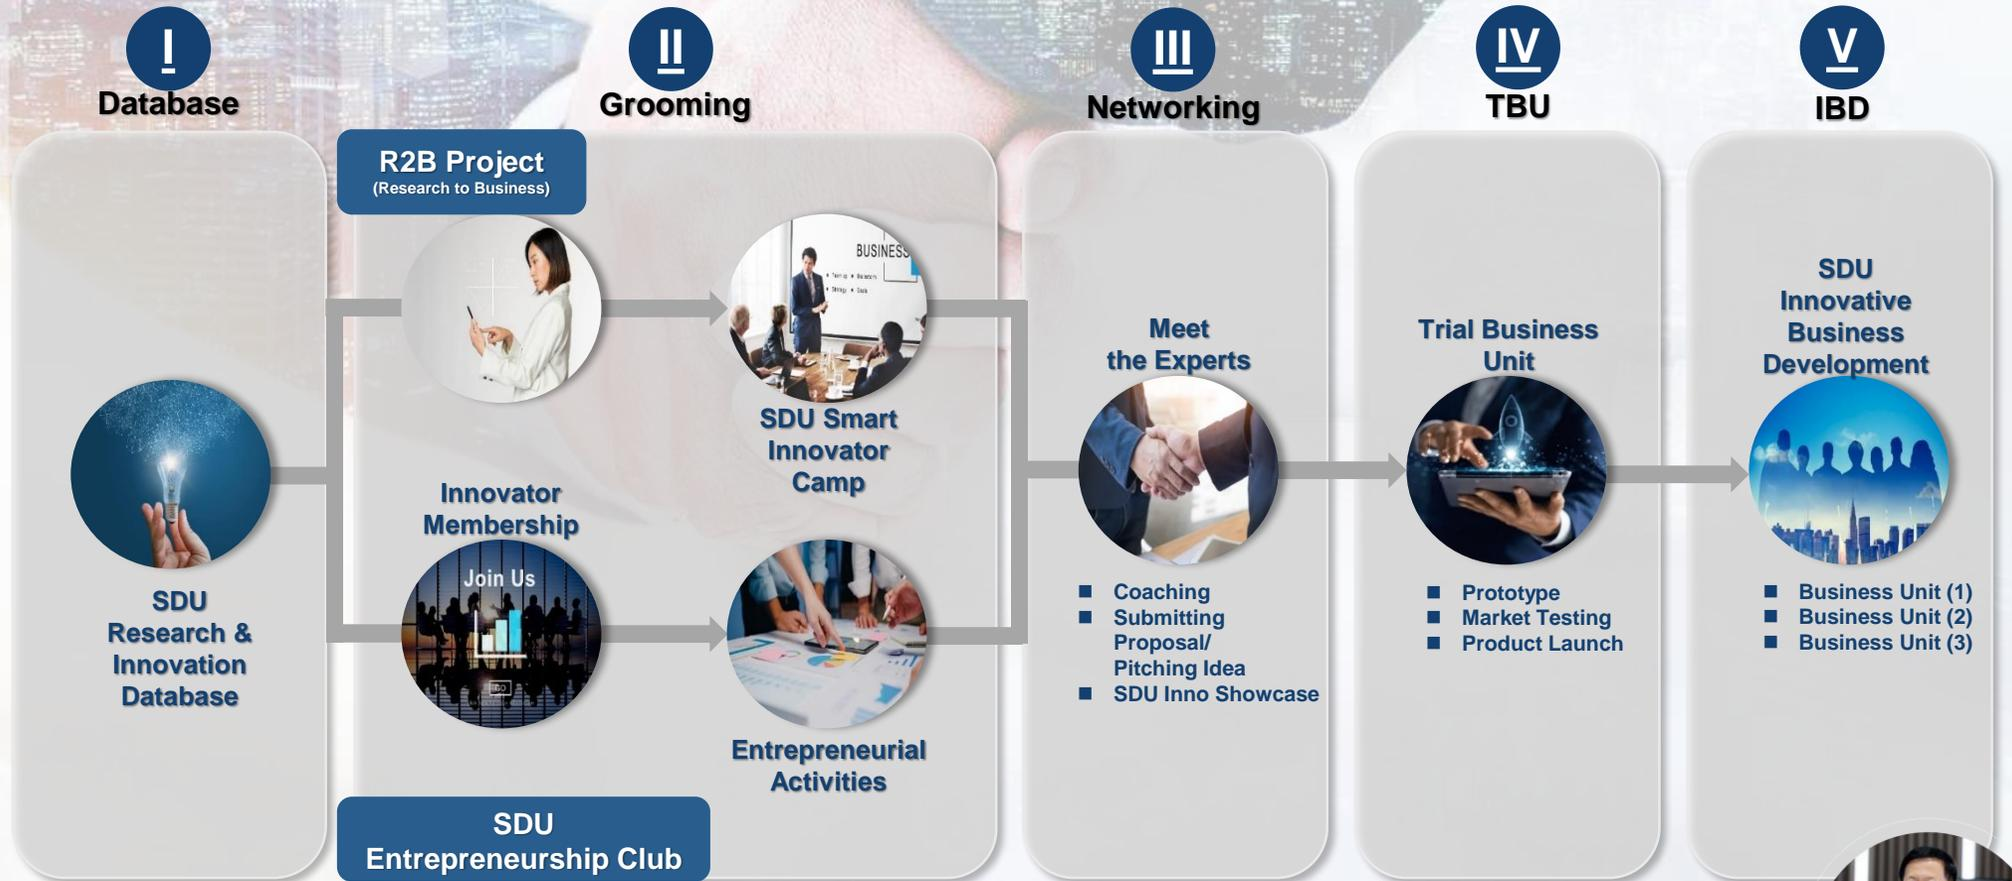 I
Database
II
Grooming
III
Networking
IV
TBU
V
IBD
R2B Project
(Research to Business)
BUSINESS
SDU Smart
Innovator
Camp
Innovator
Membership
Join Us
GO
Entrepreneurial
Activities
SDU
Entrepreneurship Club
SDU
Research &
Innovation
Database
Meet
the Experts
■ Coaching
■ Submitting
Proposal/
Pitching Idea
■ SDU Inno Showcase
Trial Business
Unit
■ Prototype
■ Market Testing
■ Product Launch
SDU
Innovative
Business
Development
■ Business Unit (1)
■ Business Unit (2)
■ Business Unit (3)